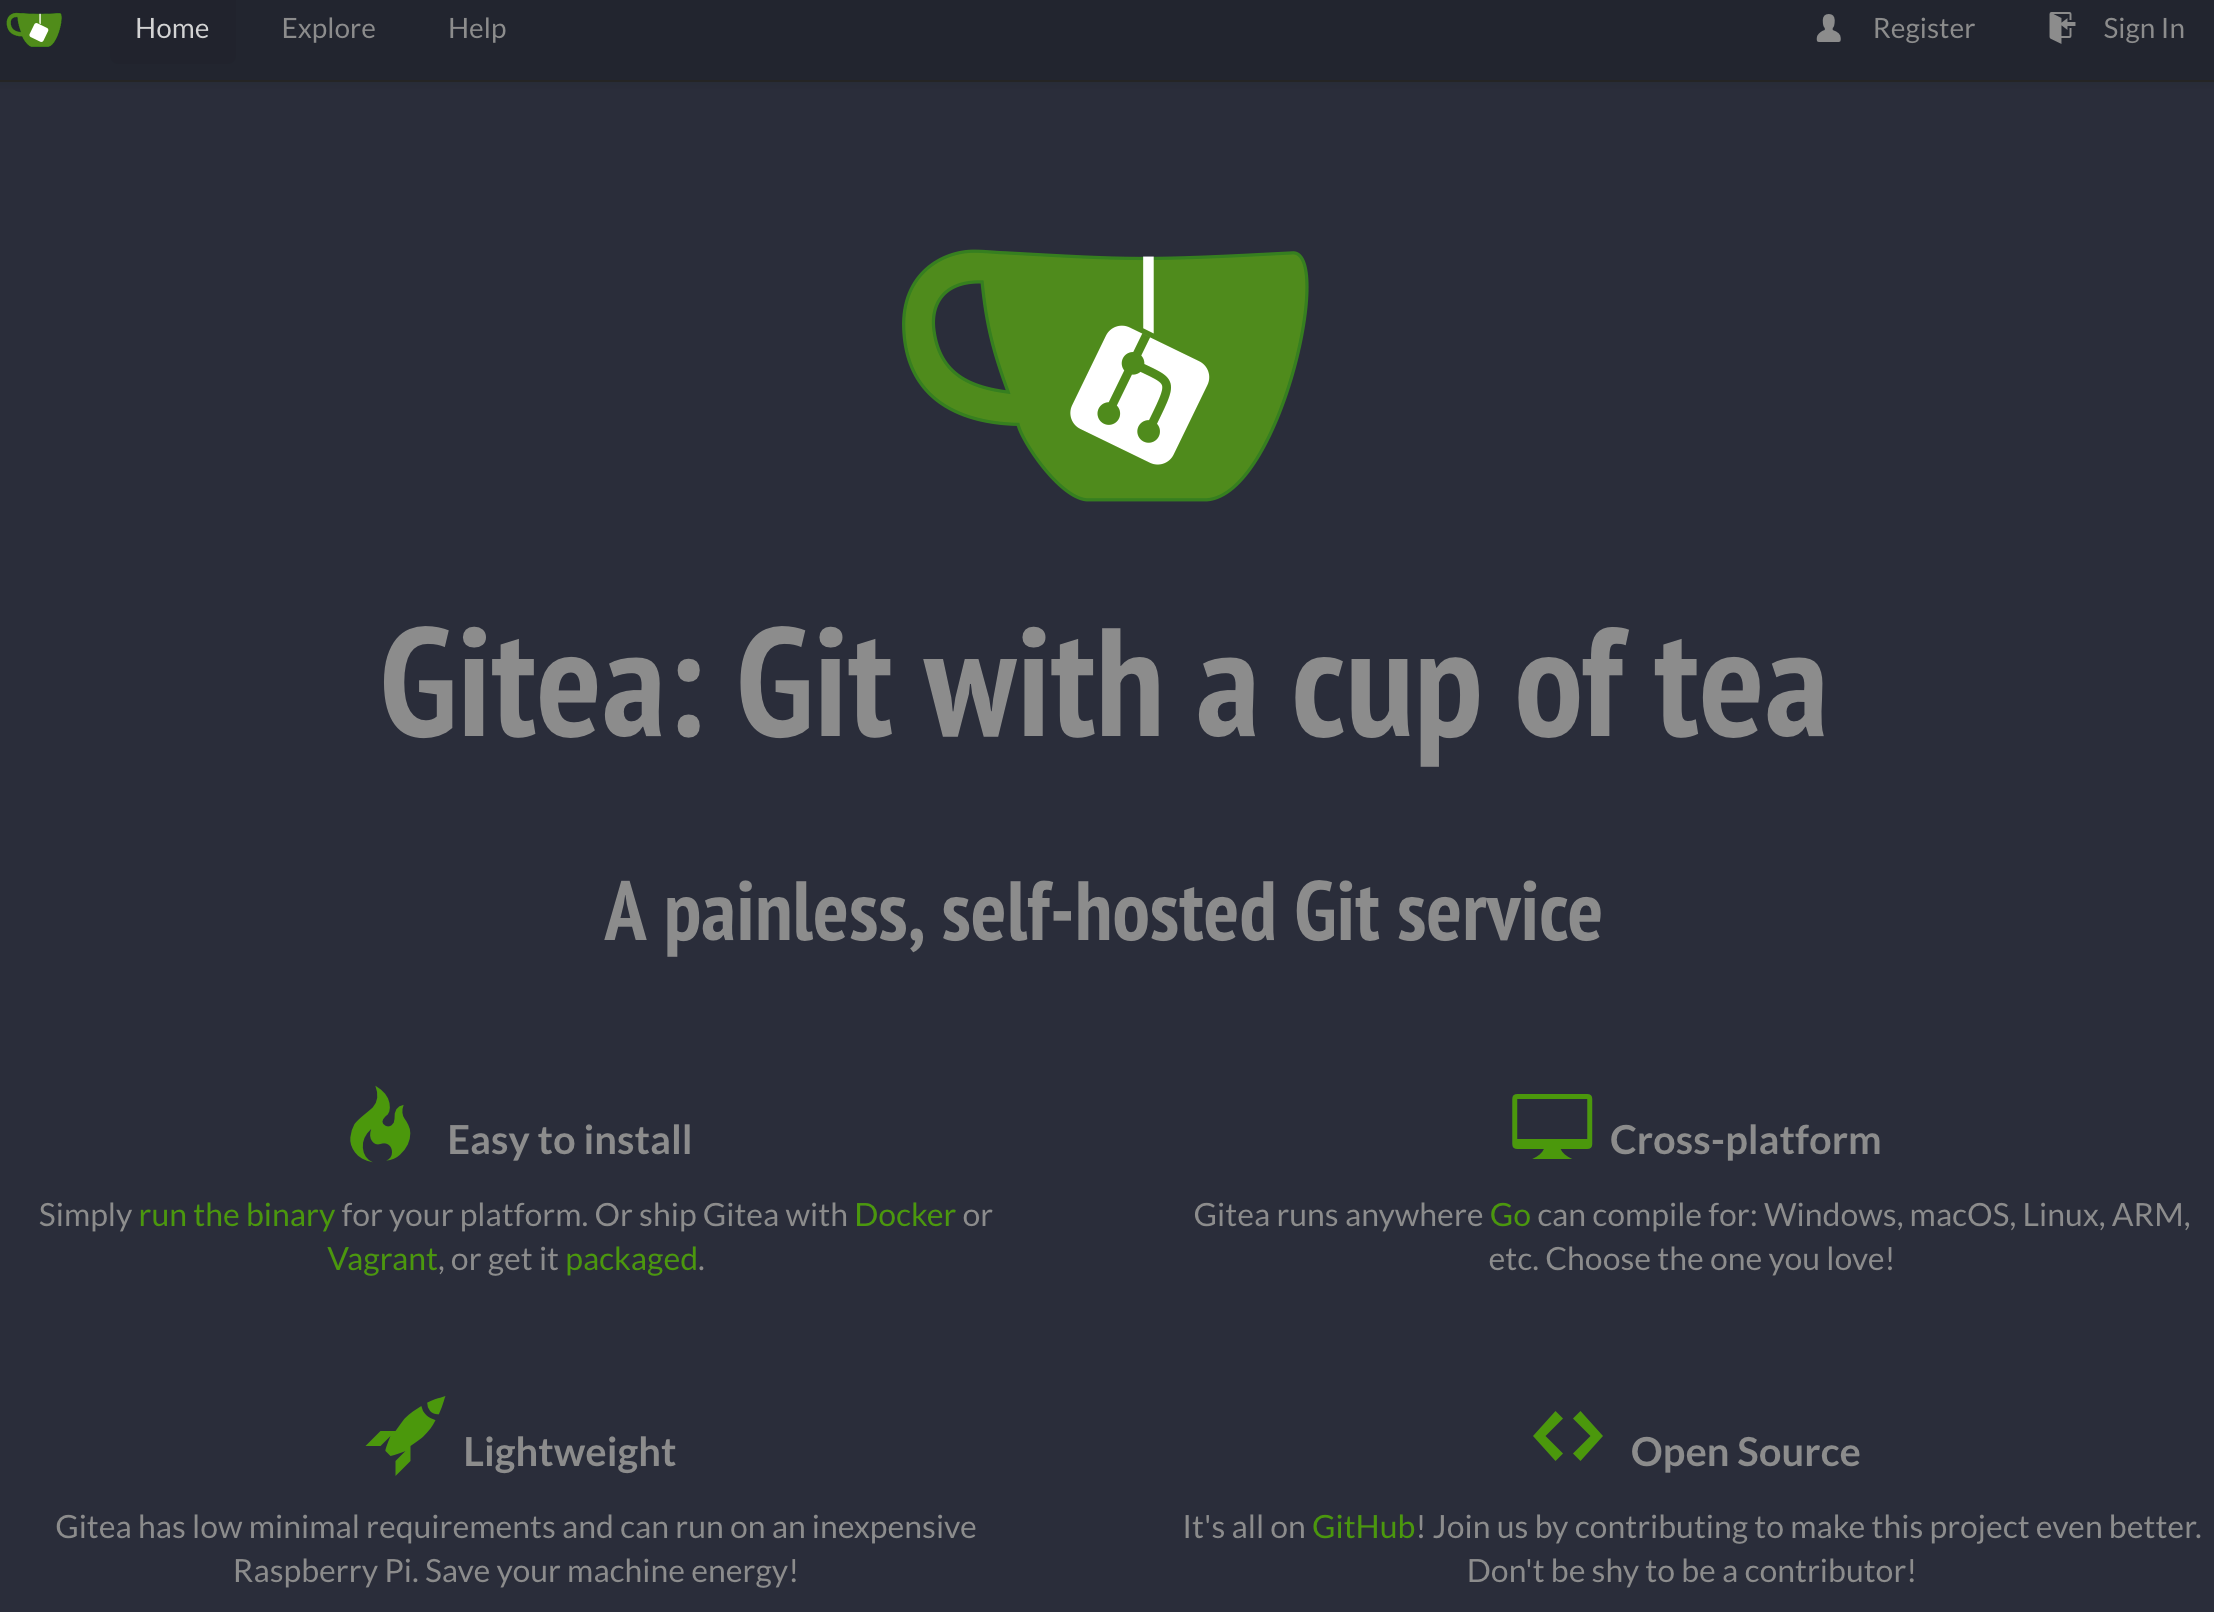 Home Explore Help Register Sign In
Gitea: Git with a cup of tea
A painless, self-hosted Git service
Easy to install
Simply run the binary for your platform. Or ship Gitea with Docker or
Vagrant, or get it packaged.
Cross-platform
Gitea runs anywhere Go can compile for: Windows, macOS, Linux, ARM,
etc. Choose the one you love!
Lightweight
Gitea has low minimal requirements and can run on an inexpensive
Raspberry Pi. Save your machine energy!
Open Source
It's all on GitHub! Join us by contributing to make this project even better.
Don't be shy to be a contributor!